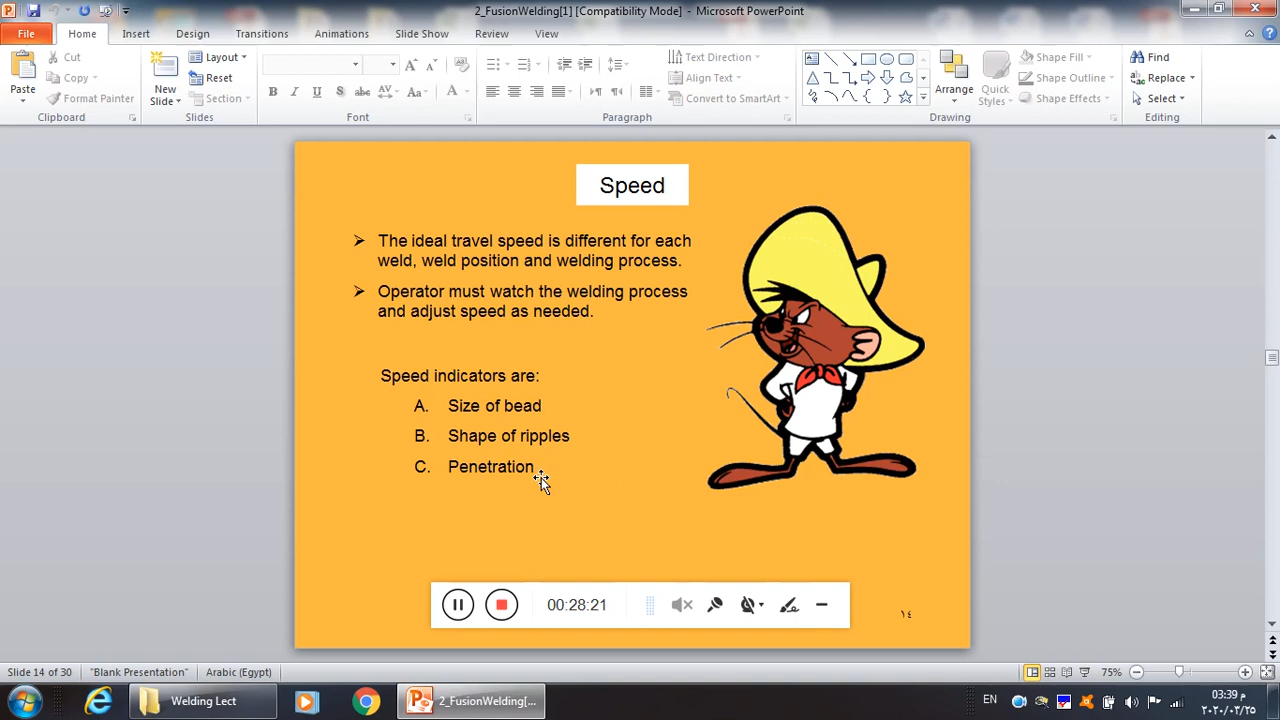 2_FusionWelding[1] [Compatibility Mode] - Microsoft PowerPoint
File Home Insert Design Transitions Animations Slide Show Review View
Cut
Copy
Format Painter
Paste
Clipboard
New
Slide
Layout
Reset
Section
Slides
Font
Text Direction
Align Text
Convert to SmartArt
Paragraph
Arrange
Quick
Styles
Shape Fill
Shape Outline
Shape Effects
Drawing
Find
Replace
Select
Editing
Speed
The ideal travel speed is different for each
weld, weld position and welding process.
Operator must watch the welding process
and adjust speed as needed.
Speed indicators are:
A. Size of bead
B. Shape of ripples
C. Penetration
00:28:21
١٤
Slide 14 of 30 "Blank Presentation" Arabic (Egypt) 75%
Welding Lect 2_FusionWelding[... EN
03:39 م
٢٠٢٠/٠٣/٢٥